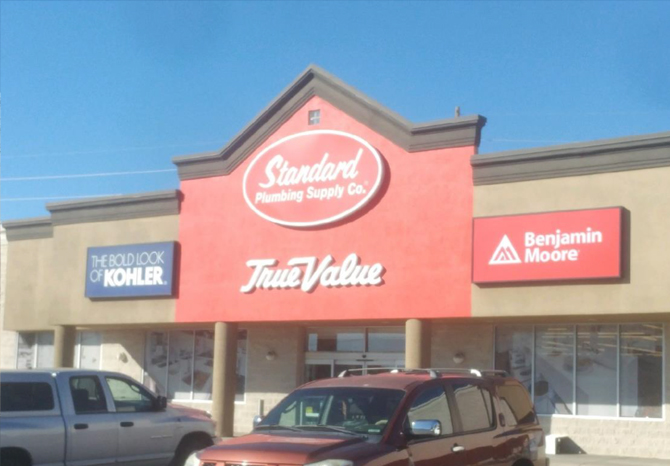 Standard
Plumbing Supply Co.
True Value
THE BOLD LOOK
OF KOHLER
Benjamin
Moore